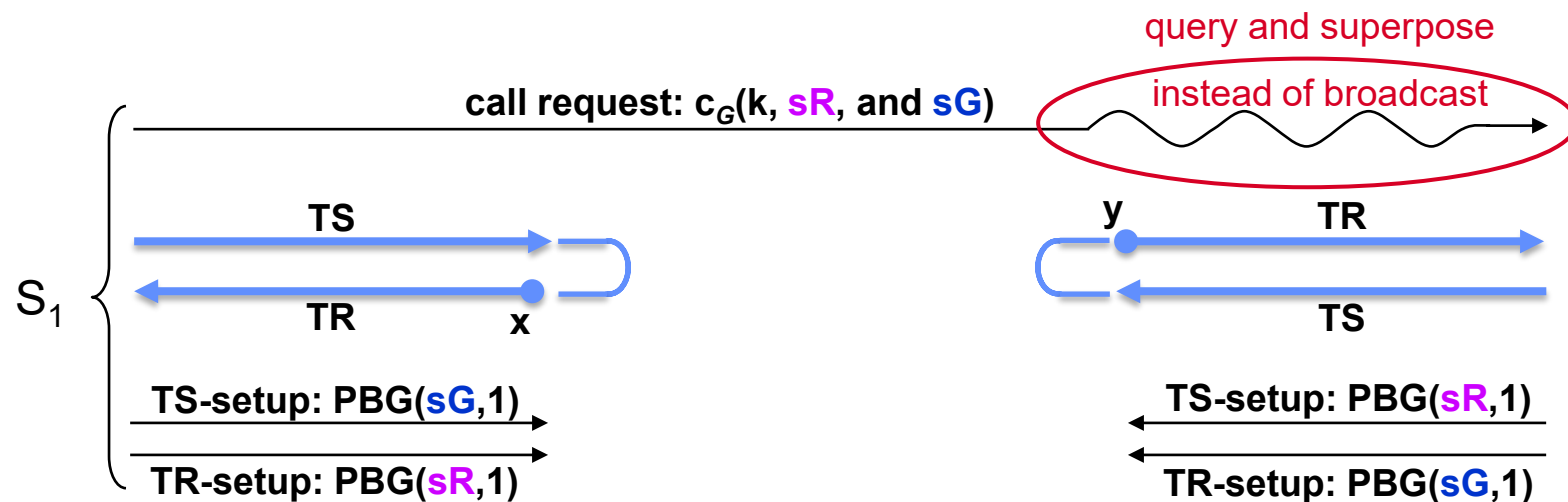 query and superpose
instead of broadcast
call request: c_G(k, sR, and sG)
TS
y
TR
S₁
TR
x
TS
TS-setup: PBG(sG,1)
TS-setup: PBG(sR,1)
TR-setup: PBG(sR,1)
TR-setup: PBG(sG,1)